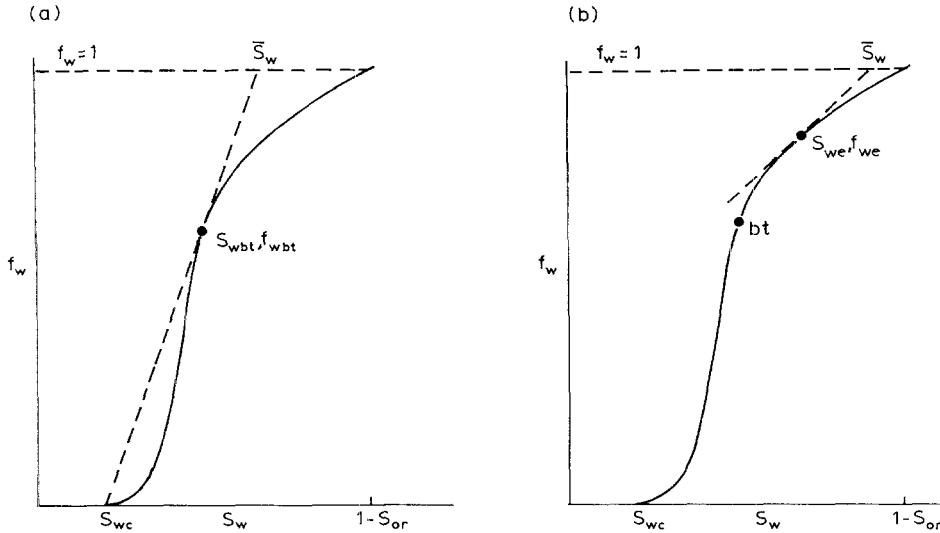 (a)
f_w=1
S̅_w
S_wbt,f_wbt
f_w
S_wc
S_w
1-S_or
(b)
f_w=1
S̅_w
S_we,f_we
bt
f_w
S_wc
S_w
1-S_or